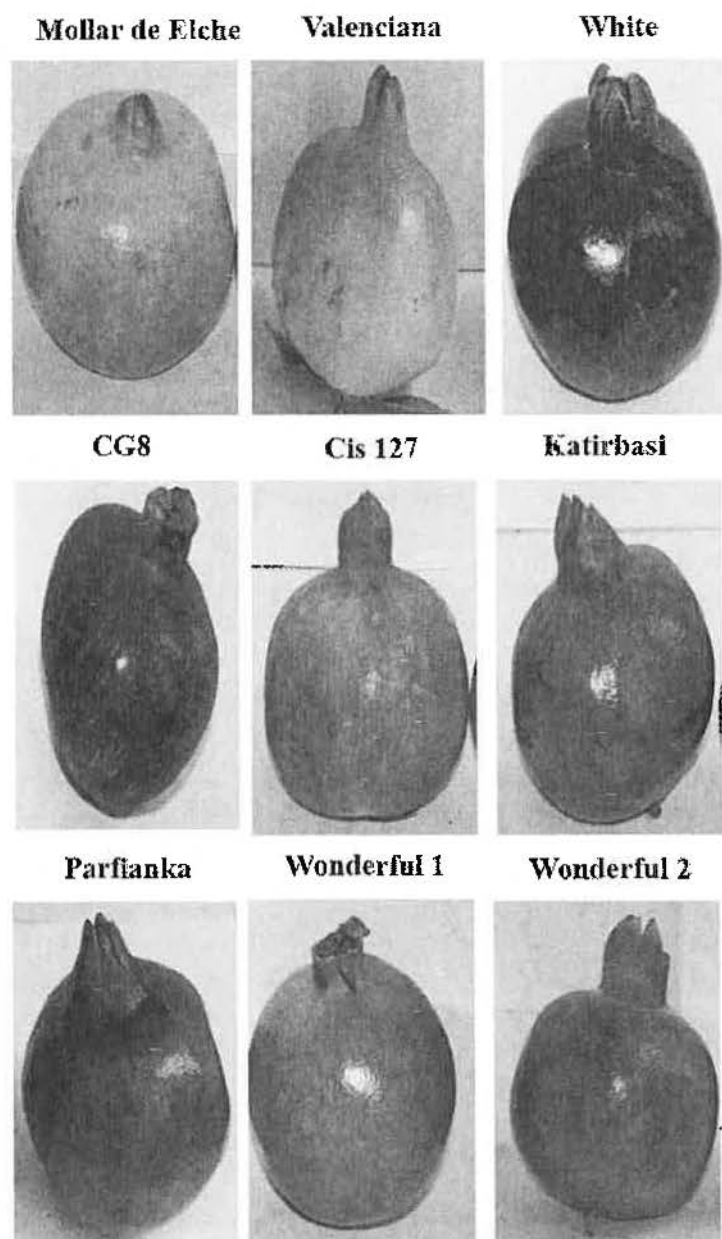 Mollar de Elche
Valenciana
White
CG8
Cis 127
Katirbasi
Parfianka
Wonderful 1
Wonderful 2